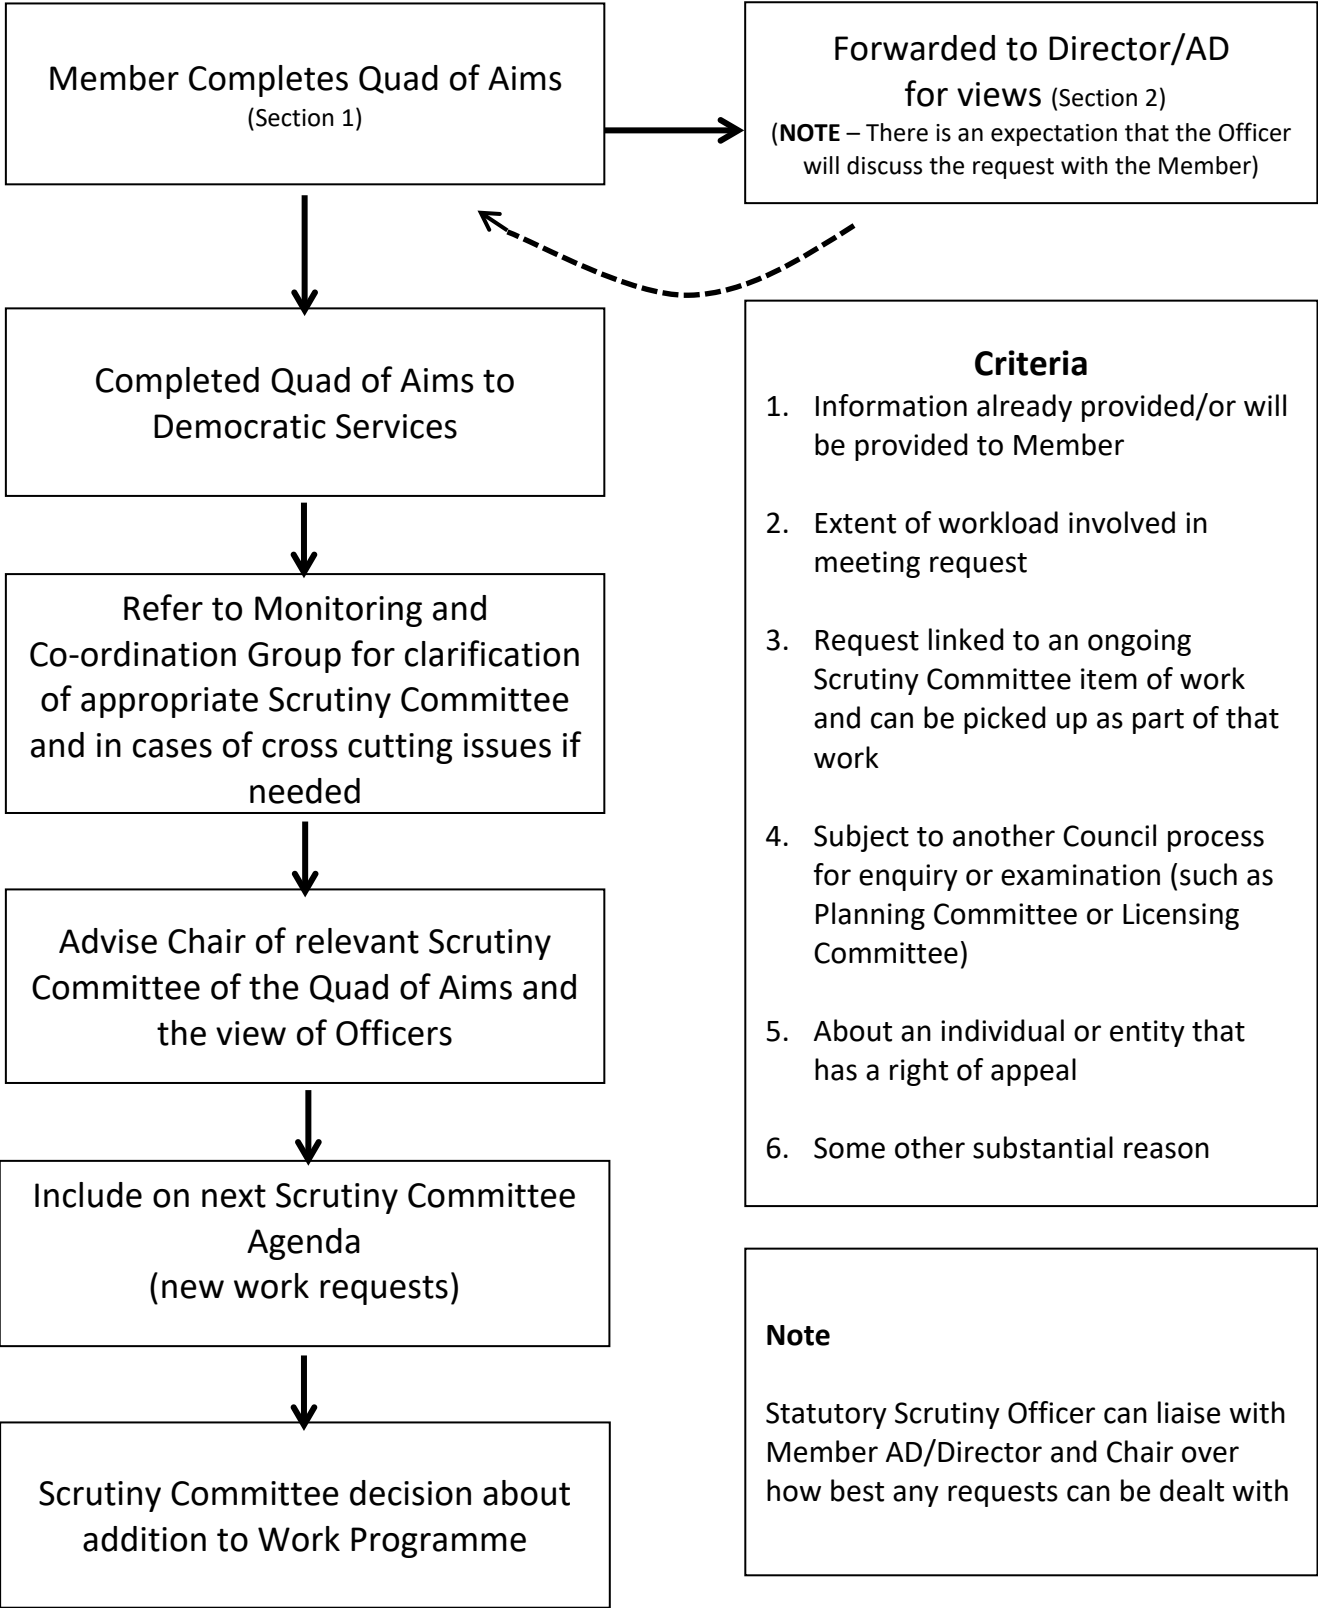 Member Completes Quad of Aims
(Section 1)
Forwarded to Director/AD
for views (Section 2)
(NOTE – There is an expectation that the Officer
will discuss the request with the Member)
Completed Quad of Aims to
Democratic Services
Refer to Monitoring and
Co-ordination Group for clarification
of appropriate Scrutiny Committee
and in cases of cross cutting issues if
needed
Advise Chair of relevant Scrutiny
Committee of the Quad of Aims and
the view of Officers
Include on next Scrutiny Committee
Agenda
(new work requests)
Scrutiny Committee decision about
addition to Work Programme
Criteria
1. Information already provided/or will
be provided to Member
2. Extent of workload involved in
meeting request
3. Request linked to an ongoing
Scrutiny Committee item of work
and can be picked up as part of that
work
4. Subject to another Council process
for enquiry or examination (such as
Planning Committee or Licensing
Committee)
5. About an individual or entity that
has a right of appeal
6. Some other substantial reason
Note
Statutory Scrutiny Officer can liaise with
Member AD/Director and Chair over
how best any requests can be dealt with